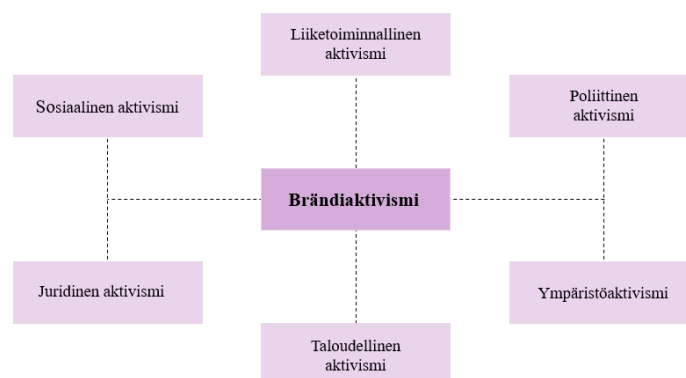 Liiketoiminnallinen
aktivismi
Sosiaalinen aktivismi
Poliittinen
aktivismi
Brändiaktivismi
Juridinen aktivismi
Ympäristöaktivismi
Taloudellinen
aktivismi